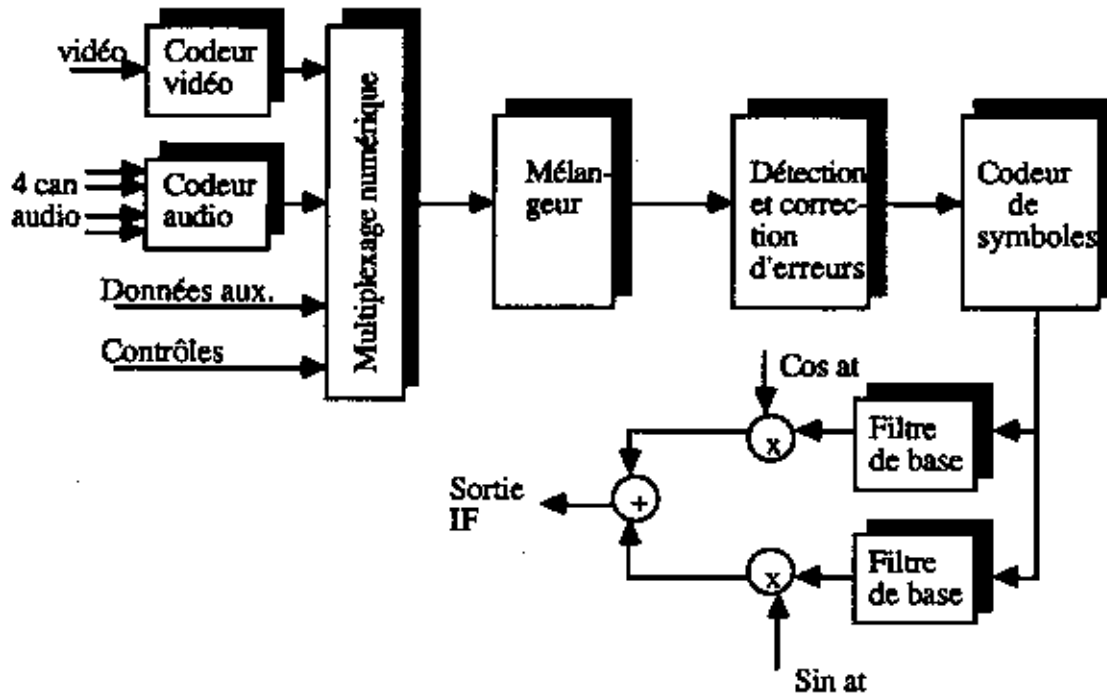 vidéo
Codeur
vidéo
4 can
audio
Codeur
audio
Données aux.
Contrôles
Multiplexage numérique
Mélan-
geur
Détection
et correc-
tion
d'erreurs
Codeur
de
symboles
Cos at
Filtre
de base
x
Sortie
IF
+
x
Filtre
de base
Sin at